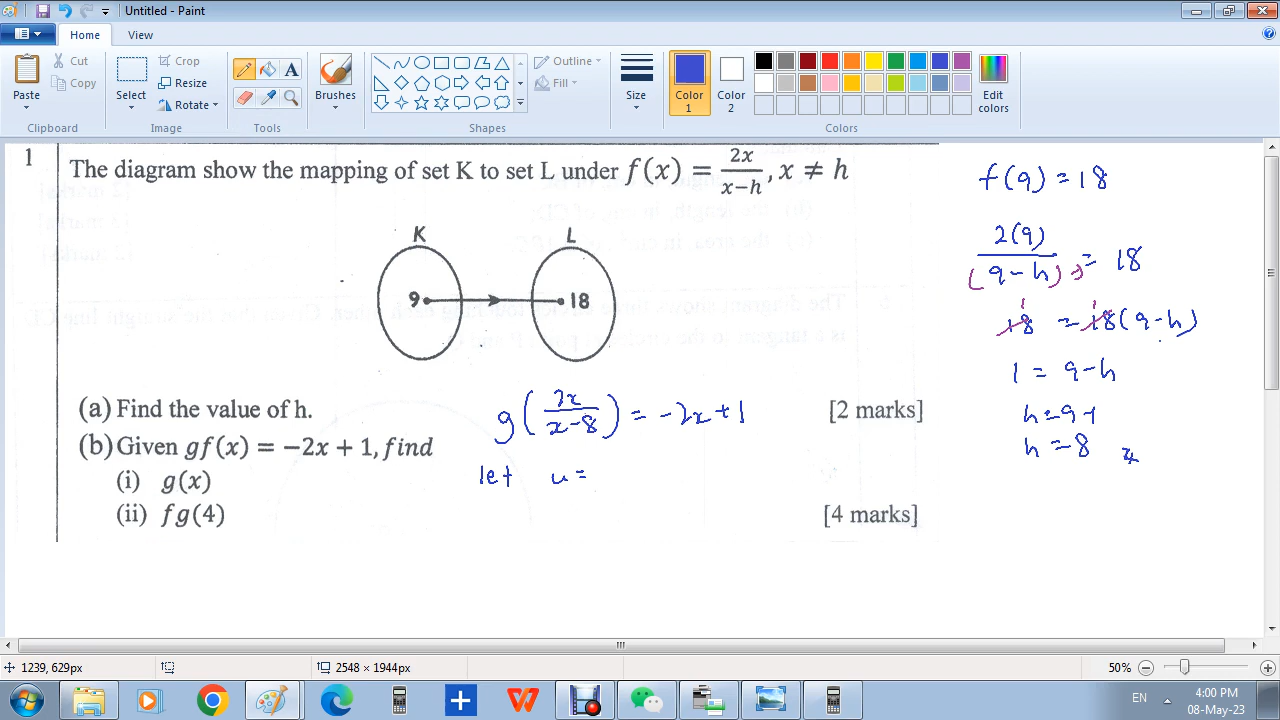 Untitled - Paint
Home View
Paste Cut Copy
Select Crop Resize Rotate
Brushes
Outline
Fill
Size
Color 1
Color 2
Edit colors
Clipboard Image Tools Shapes Colors
1
The diagram show the mapping of set K to set L under f(x) = 2x/(x−h), x ≠ h
K L
9 18
(a) Find the value of h. [2 marks]
(b) Given gf(x) = −2x + 1, find
(i) g(x)
(ii) fg(4) [4 marks]
g(2x/(x-8)) = -2x+1
let u =
f(9) = 18
2(9)/(9-h) = 18
18 = 18(9-h)
1 1
1 = 9-h
h = 9-1
h = 8
1239, 629px
2548 × 1944px
50%
EN
4:00 PM
08-May-23